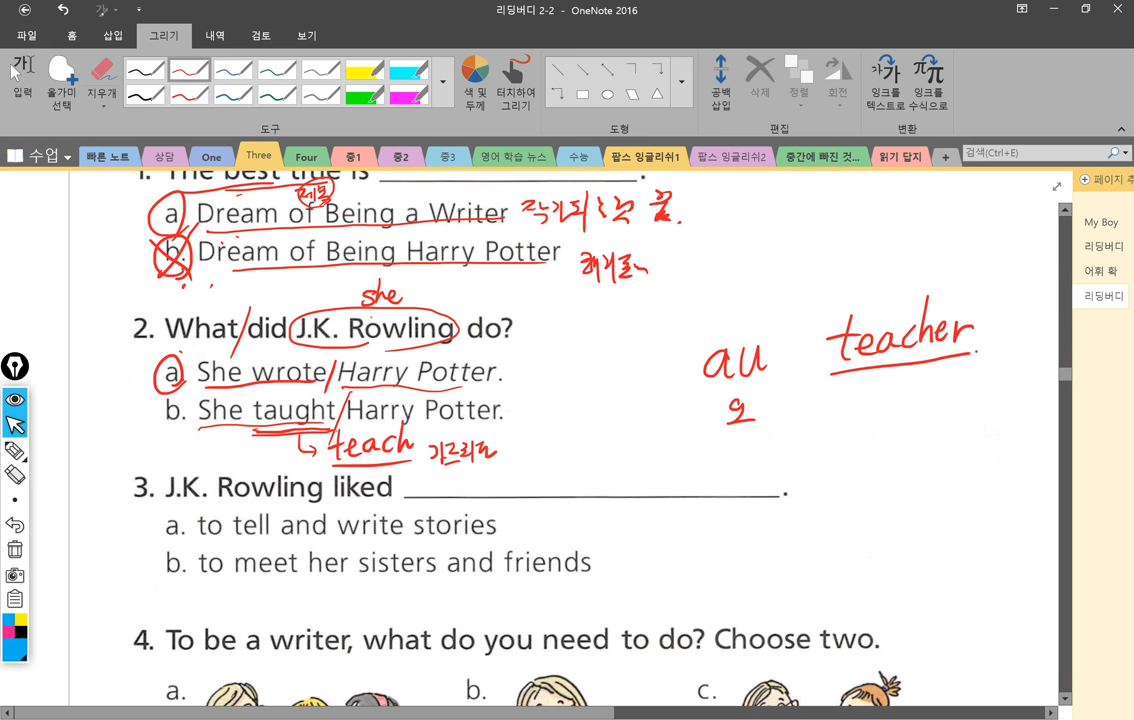 리딩버디 2-2 - OneNote 2016
파일 홈 삽입 그리기 내역 검토 보기
입력 올가미 선택 지우개 색 및 두께 터치하여 그리기 공백 삽입 삭제 정렬 회전 잉크를 텍스트로 잉크를 수식으로
도구 도형 편집 변환
수업 빠른 노트 상담 One Three Four 중1 중2 중3 영어 학습 뉴스 수능 팝스 잉글리쉬1 팝스 잉글리쉬2 중간에 빠진 것... 읽기 답지 + 검색(Ctrl+E)
페이지 추
My Boy
리딩버디
어휘 확
리딩버디
1. The best title is ____.
제목
a. Dream of Being a Writer 작가되는 꿈.
b. Dream of Being Harry Potter
she
2. What/did J.K. Rowling do?
teacher
a. She wrote/Harry Potter.
au
b. She taught/Harry Potter.
오
teach 가르치다
3. J.K. Rowling liked ____.
a. to tell and write stories
b. to meet her sisters and friends
4. To be a writer, what do you need to do? Choose two.
a. b. c.